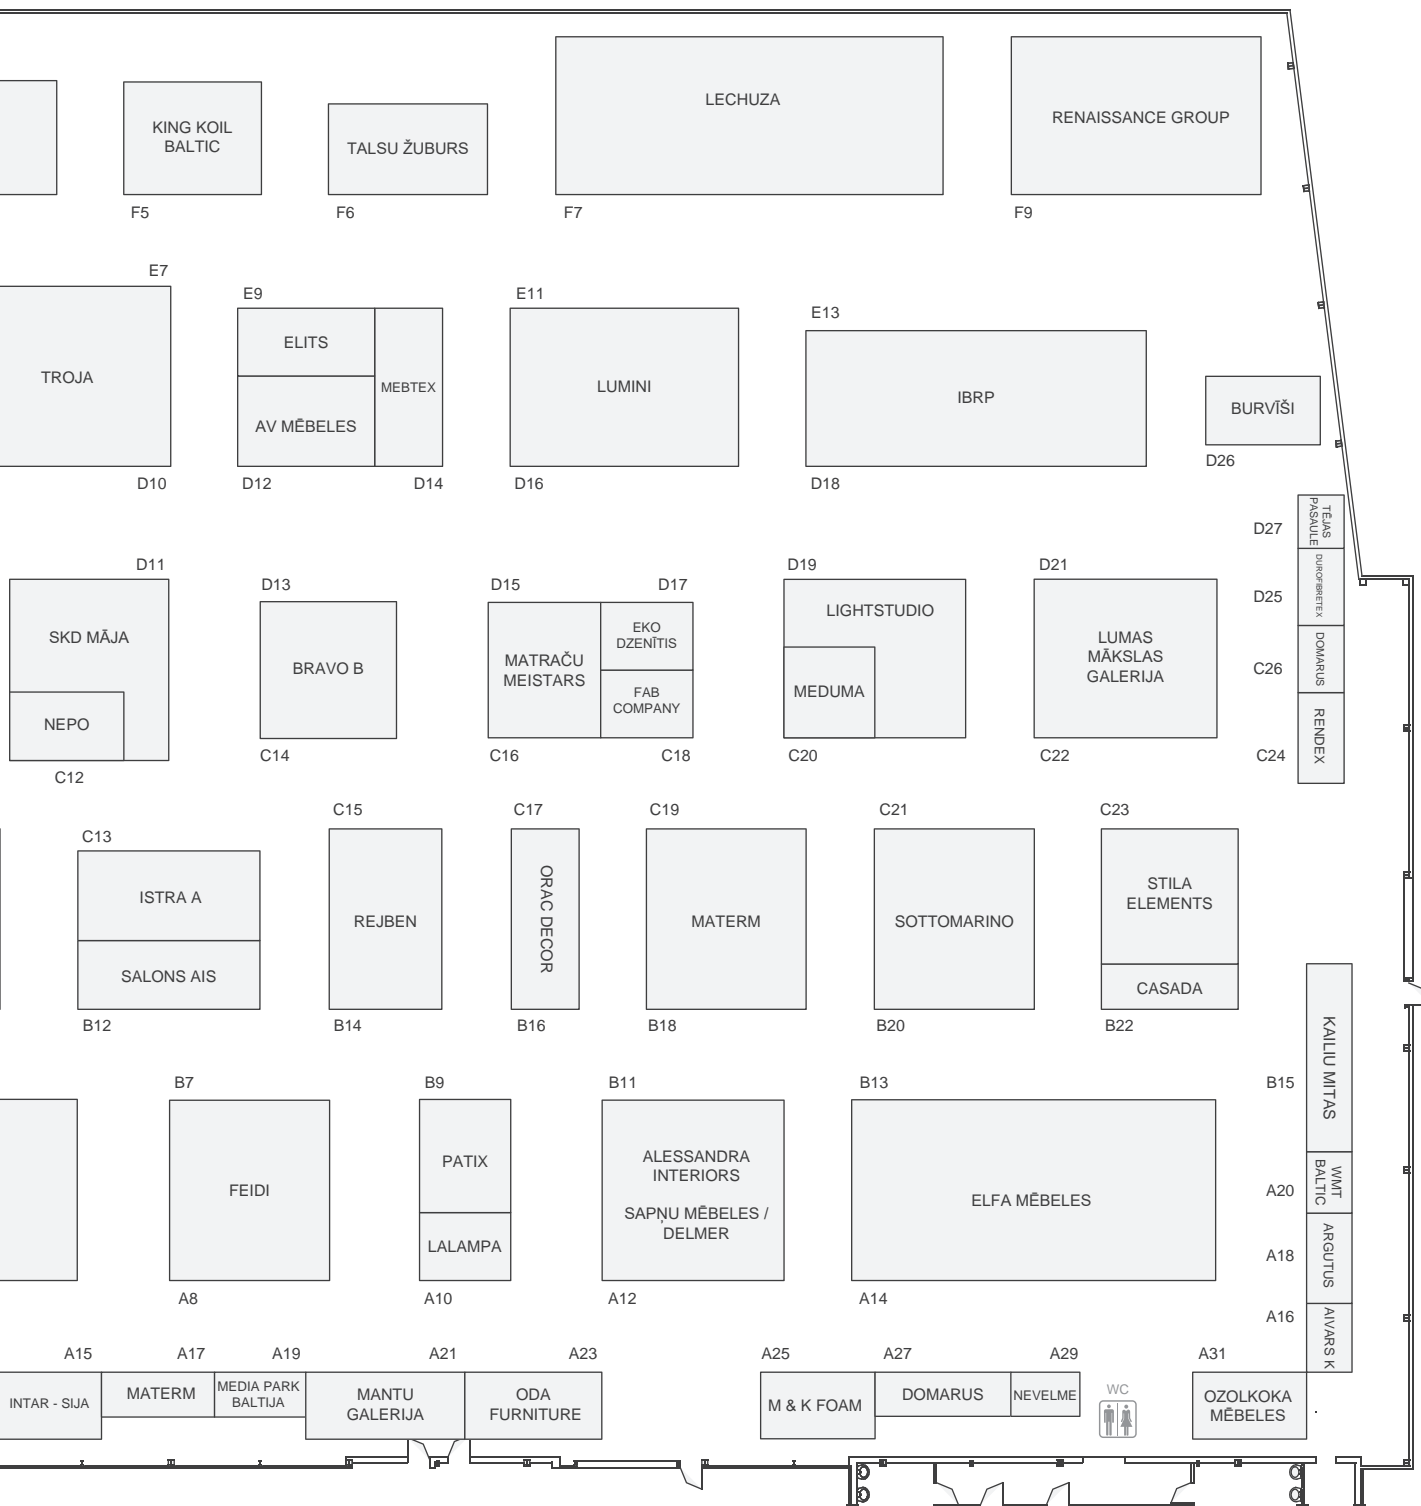 LECHUZA
RENAISSANCE GROUP
KING KOIL
BALTIC
TALSU ŽUBURS
F5
F6
F7
F9
E7
E9
E11
E13
TROJA
ELITS
MEBTEX
AV MĒBELES
LUMINI
IBRP
BURVĪŠI
D10
D12
D14
D16
D18
D26
D27
TĒJAS
PASAULE
D11
D13
D15
D17
D19
D21
D25
DUROFIBRETEX
SKD MĀJA
NEPO
BRAVO B
MATRAČU
MEISTARS
EKO
DZENĪTIS
FAB
COMPANY
LIGHTSTUDIO
MEDUMA
LUMAS
MĀKSLAS
GALERIJA
C26
DOMARUS
C12
C14
C16
C18
C20
C22
C24
RENDEX
C13
C15
C17
C19
C21
C23
ISTRA A
SALONS AIS
REJBEN
ORAC DECOR
MATERM
SOTTOMARINO
STILA
ELEMENTS
CASADA
B12
B14
B16
B18
B20
B22
B7
B9
B11
B13
B15
KAILIU MITAS
FEIDI
PATIX
LALAMPA
ALESSANDRA
INTERIORS
SAPŅU MĒBELES /
DELMER
ELFA MĒBELES
A20
WMT
BALTIC
A18
ARGUTUS
A8
A10
A12
A14
A16
AIVARS K
A15
A17
A19
A21
A23
A25
A27
A29
A31
INTAR - SIJA
MATERM
MEDIA PARK
BALTIJA
MANTU
GALERIJA
ODA
FURNITURE
M & K FOAM
DOMARUS
NEVELME
WC
OZOLKOKA
MĒBELES